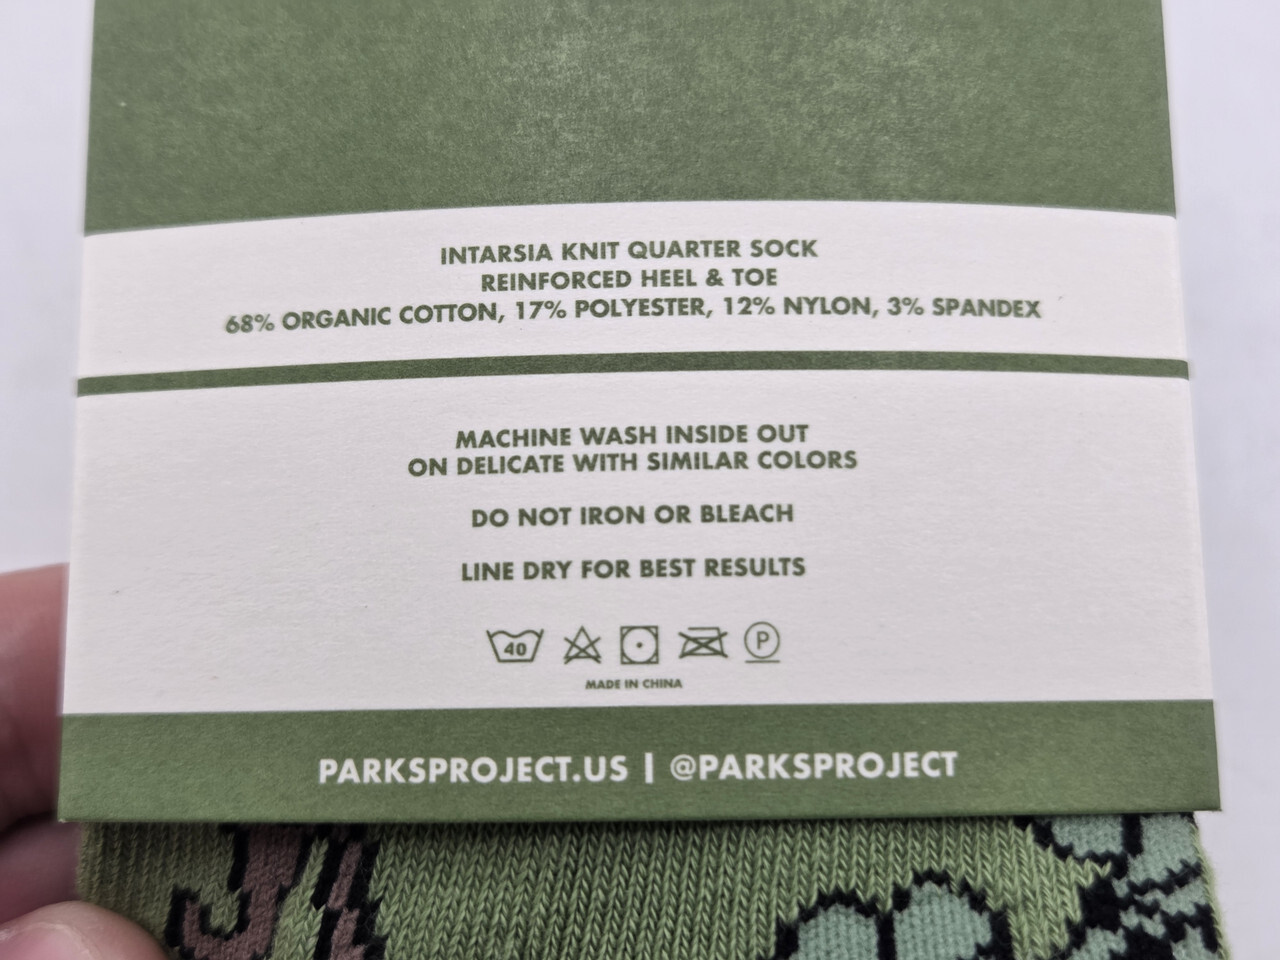 INTARSIA KNIT QUARTER SOCK
REINFORCED HEEL & TOE
68% ORGANIC COTTON, 17% POLYESTER, 12% NYLON, 3% SPANDEX
MACHINE WASH INSIDE OUT
ON DELICATE WITH SIMILAR COLORS
DO NOT IRON OR BLEACH
LINE DRY FOR BEST RESULTS
40 P
MADE IN CHINA
PARKSPROJECT.US | @PARKSPROJECT